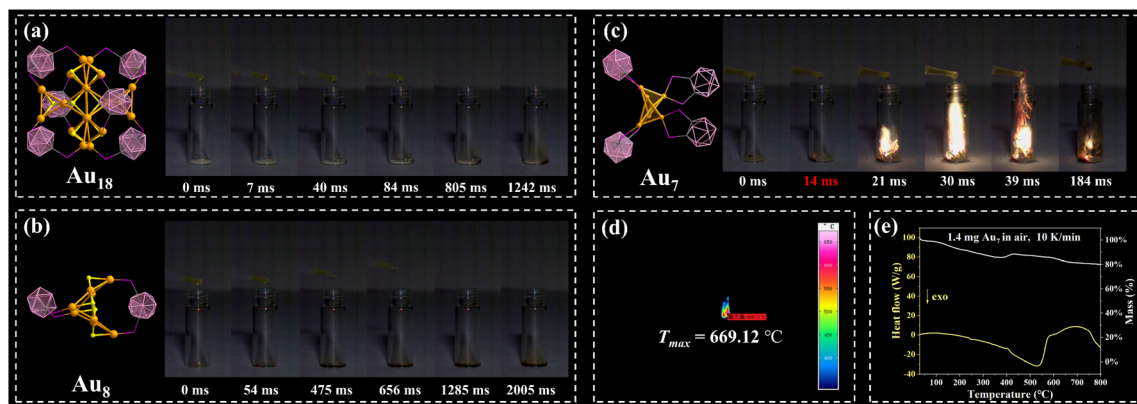 (a)
Au18
0 ms 7 ms 40 ms 84 ms 805 ms 1242 ms
(b)
Au8
0 ms 54 ms 475 ms 656 ms 1285 ms 2005 ms
(c)
Au7
0 ms 14 ms 21 ms 30 ms 39 ms 184 ms
(d)
°C
Tmax = 669.12 °C
(e)
1.4 mg Au7 in air, 10 K/min
exo
Heat flow (W/g)
100
80
60
40
20
0
-20
-40
Mass (%)
100%
80%
60%
40%
20%
0%
100 200 300 400 500 600 700 800
Temperature (°C)